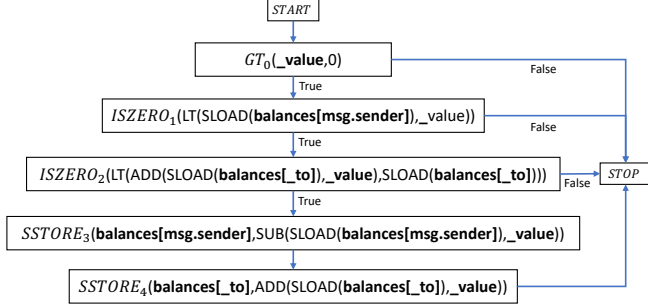 START
GT₀(_value,0)
False
True
ISZERO₁(LT(SLOAD(balances[msg.sender]),_value))
False
True
ISZERO₂(LT(ADD(SLOAD(balances[_to]),_value),SLOAD(balances[_to])))
False
STOP
True
SSTORE₃(balances[msg.sender],SUB(SLOAD(balances[msg.sender]),_value))
SSTORE₄(balances[_to],ADD(SLOAD(balances[_to]),_value))